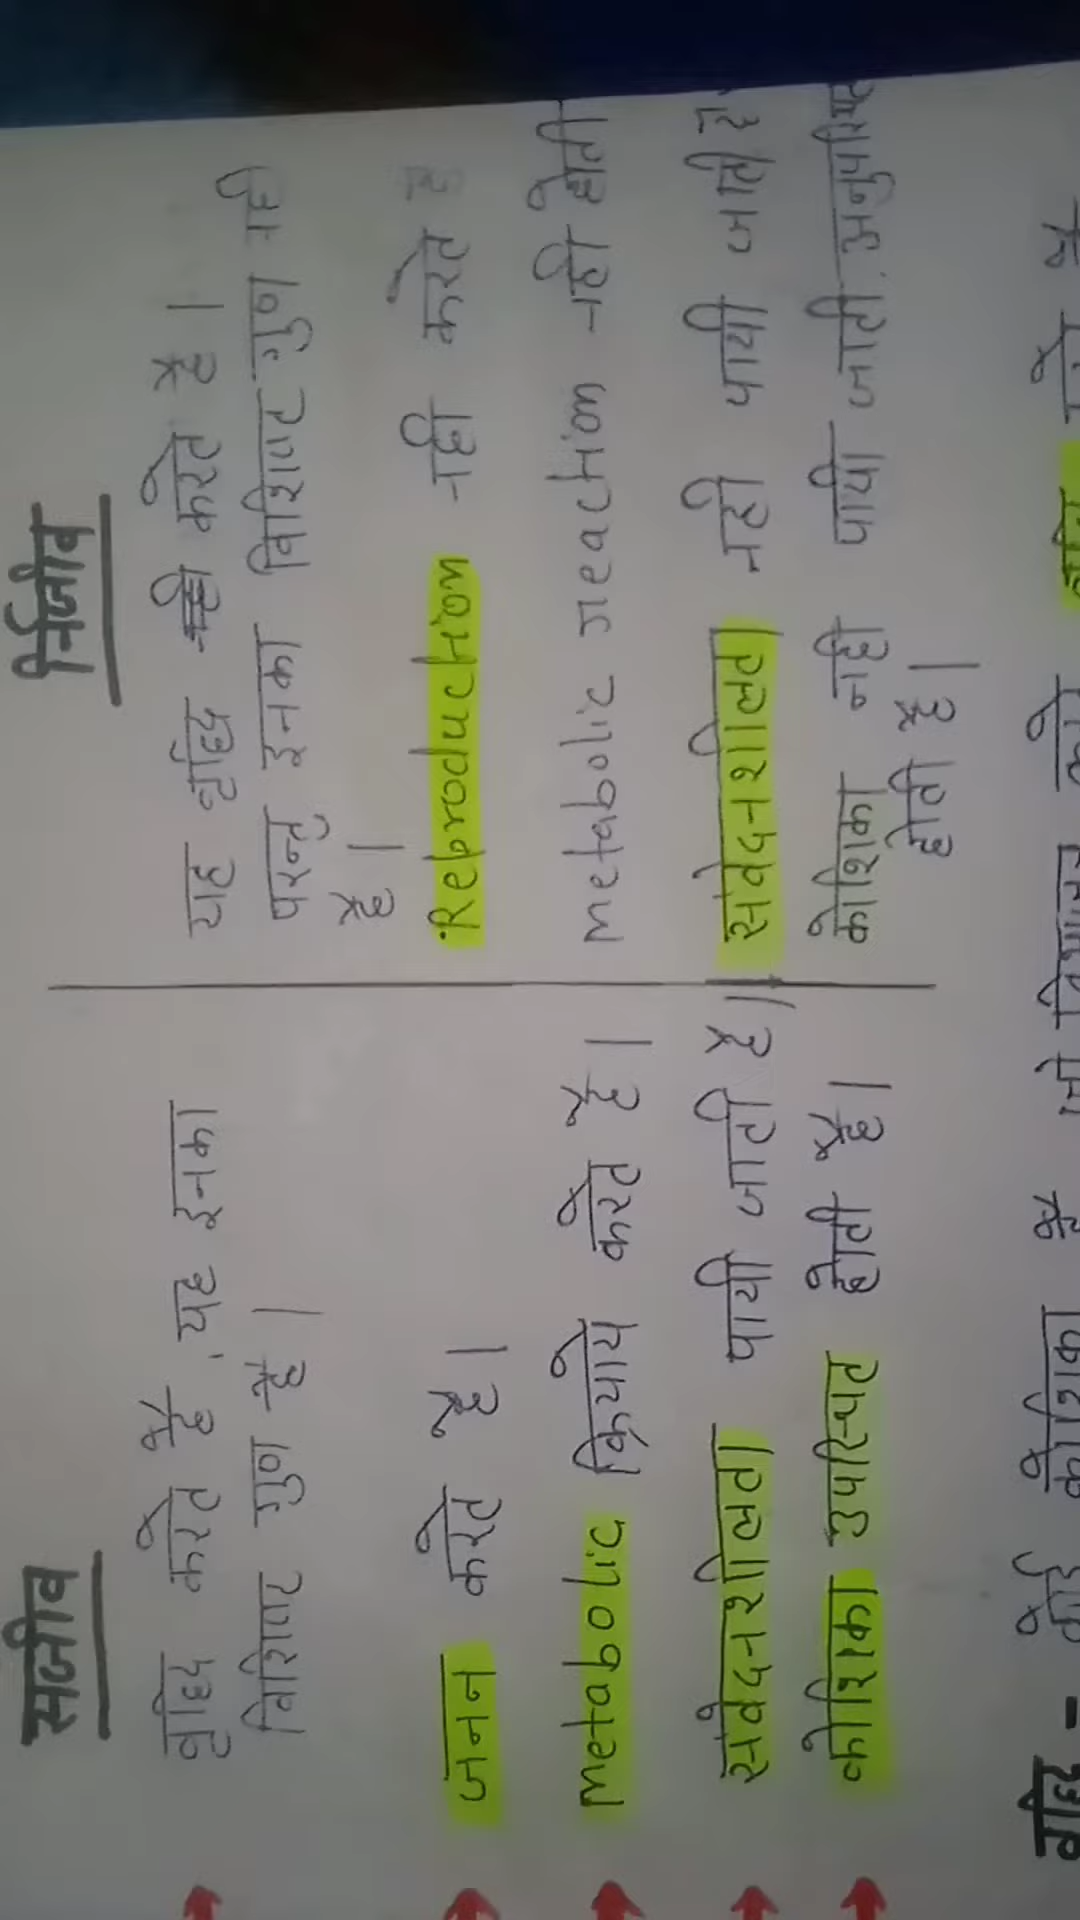 सजीव
निर्जीव
वृद्धि करते है, यह इनका
विशिष्ट गुण है।
यह वृद्धि करते है।
परन्तु इनका विशिष्ट गुण नही
है।
जनन करते है।
Reproduction नही करते है
metabolic क्रियाये करते है।
metabolic reaction नही होती
संवेदनशीलता पायी जाती है।
संवेदनशीलता नही पायी जाती है
कोशिका उपस्थित होती है।
कोशिका नही पायी जाती अनुपस्थि
होती है।
वृद्धि - कोई कोशिका है जो विभाजन